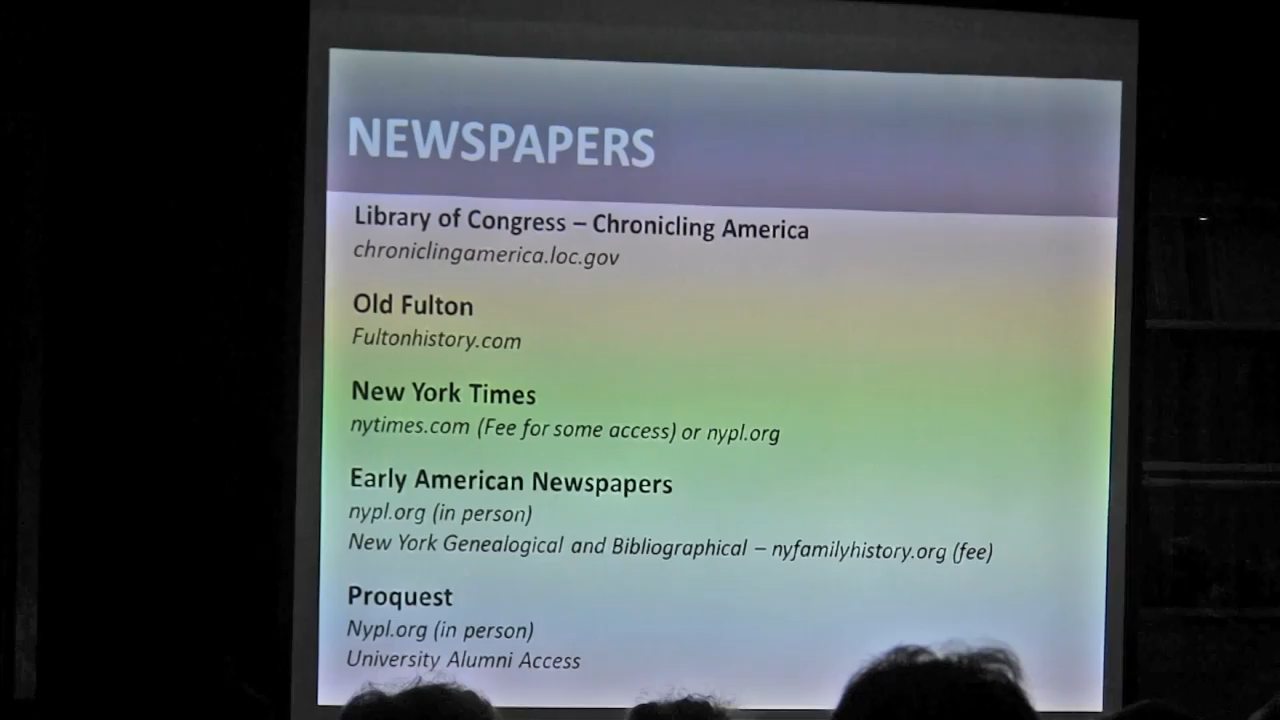 NEWSPAPERS
Library of Congress – Chronicling America
chroniclingamerica.loc.gov
Old Fulton
Fultonhistory.com
New York Times
nytimes.com (Fee for some access) or nypl.org
Early American Newspapers
nypl.org (in person)
New York Genealogical and Bibliographical – nyfamilyhistory.org (fee)
Proquest
Nypl.org (in person)
University Alumni Access